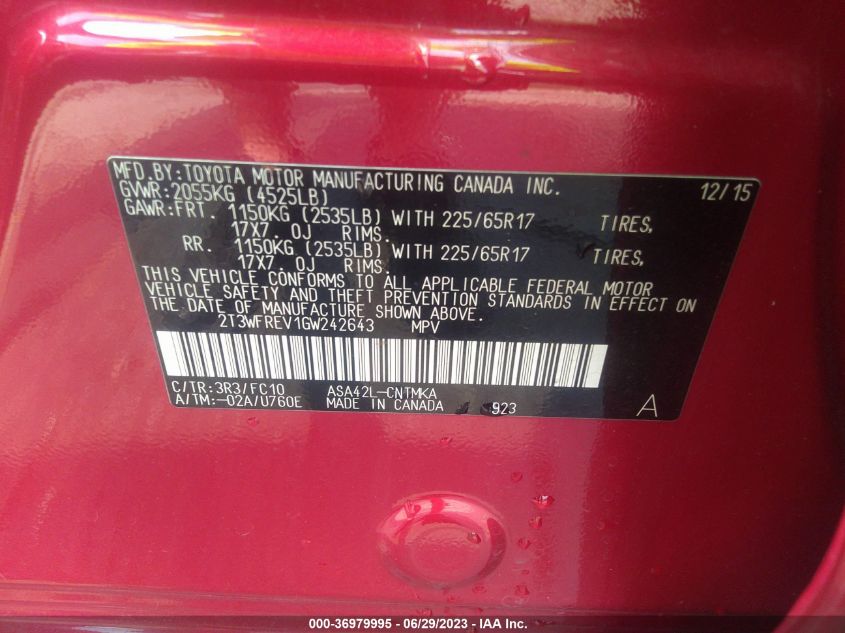 MFD.BY:TOYOTA MOTOR MANUFACTURING CANADA INC. 12/15
GVWR:2055KG (4525LB)
GAWR:FRT. 1150KG (2535LB) WITH 225/65R17 TIRES,
17X7.0J RIMS.
RR. 1150KG (2535LB) WITH 225/65R17 TIRES,
17X7.0J RIMS.
THIS VEHICLE CONFORMS TO ALL APPLICABLE FEDERAL MOTOR
VEHICLE SAFETY AND THEFT PREVENTION STANDARDS IN EFFECT ON
THE DATE OF MANUFACTURE SHOWN ABOVE.
2T3WFREV1GW242643 MPV
C/TR:3R3/FC10 ASA42L-CNTMKA
A/TM:-02A/U760E MADE IN CANADA 923 A
000-36979995 - 06/29/2023 - IAA Inc.